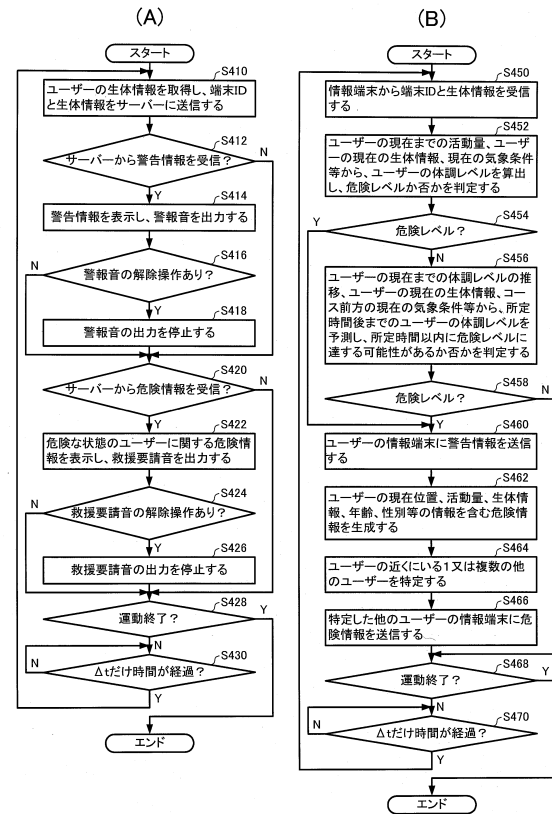 (A)
スタート
S410
ユーザーの生体情報を取得し、端末ID
と生体情報をサーバーに送信する
S412
サーバーから警告情報を受信?
N
Y
S414
警告情報を表示し、警報音を出力する
S416
N
警報音の解除操作あり?
Y
S418
警報音の出力を停止する
S420
サーバーから危険情報を受信?
N
Y
S422
危険な状態のユーザーに関する危険情
報を表示し、救援要請音を出力する
S424
N
救援要請音の解除操作あり?
Y
S426
救援要請音の出力を停止する
S428
運動終了?
Y
N
S430
N
Δtだけ時間が経過?
Y
エンド
(B)
スタート
S450
情報端末から端末IDと生体情報を受信
する
S452
ユーザーの現在までの活動量、ユー
ザーの現在の生体情報、現在の気象条件
等から、ユーザーの体調レベルを算出
し、危険レベルか否かを判定する
S454
Y
危険レベル?
N
S456
ユーザーの現在までの体調レベルの推
移、ユーザーの現在の生体情報、コー
ス前方の現在の気象条件等から、所定
時間後までのユーザーの体調レベルを
予測し、所定時間以内に危険レベルに
達する可能性があるか否かを判定する
S458
危険レベル?
N
Y
S460
ユーザーの情報端末に警告情報を送信
する
S462
ユーザーの現在位置、活動量、生体情
報、年齢、性別等の情報を含む危険情
報を生成する
S464
ユーザーの近くにいる1又は複数の他
のユーザーを特定する
S466
特定した他のユーザーの情報端末に危
険情報を送信する
S468
運動終了?
Y
N
S470
N
Δtだけ時間が経過?
Y
エンド